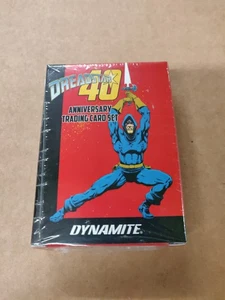 DREADSTAR
40
ANNIVERSARY
TRADING CARD SET
DYNAMITE